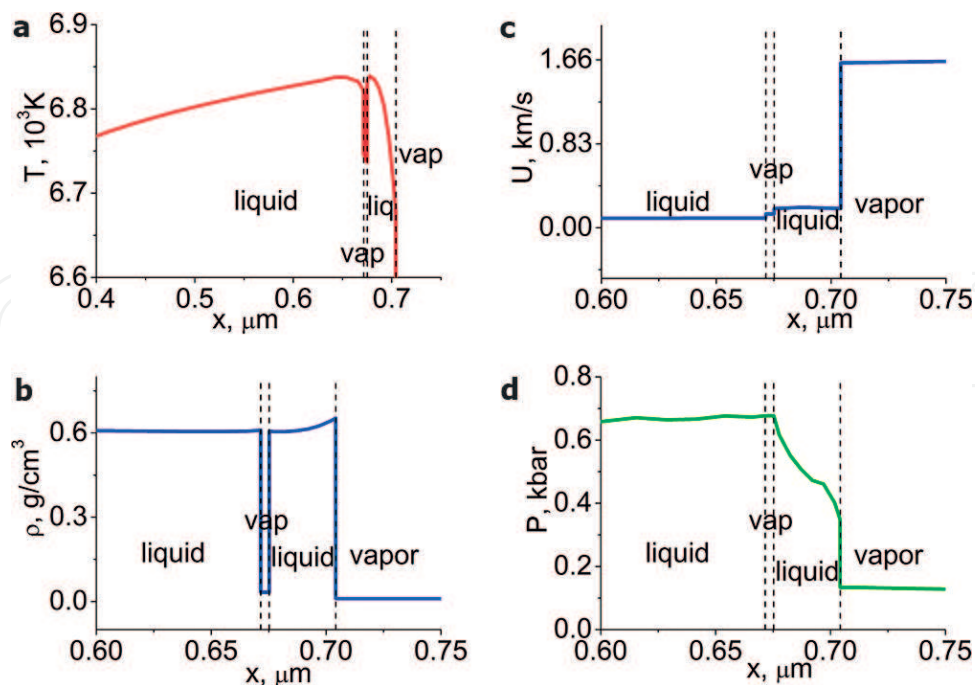 a
6.9
6.8
6.7
6.6
T, 10³K
liquid
vap
liq
vap
0.4
0.5
0.6
0.7
x, μm
c
1.66
0.83
0.00
U, km/s
vap
liquid
liquid
vapor
0.60
0.65
0.70
0.75
x, μm
b
0.6
0.3
0.0
ρ, g/cm³
vap
liquid
liquid
vapor
0.60
0.65
0.70
0.75
x, μm
d
0.8
0.6
0.4
0.2
0.0
P, kbar
vap
liquid
liquid
vapor
0.60
0.65
0.70
0.75
x, μm